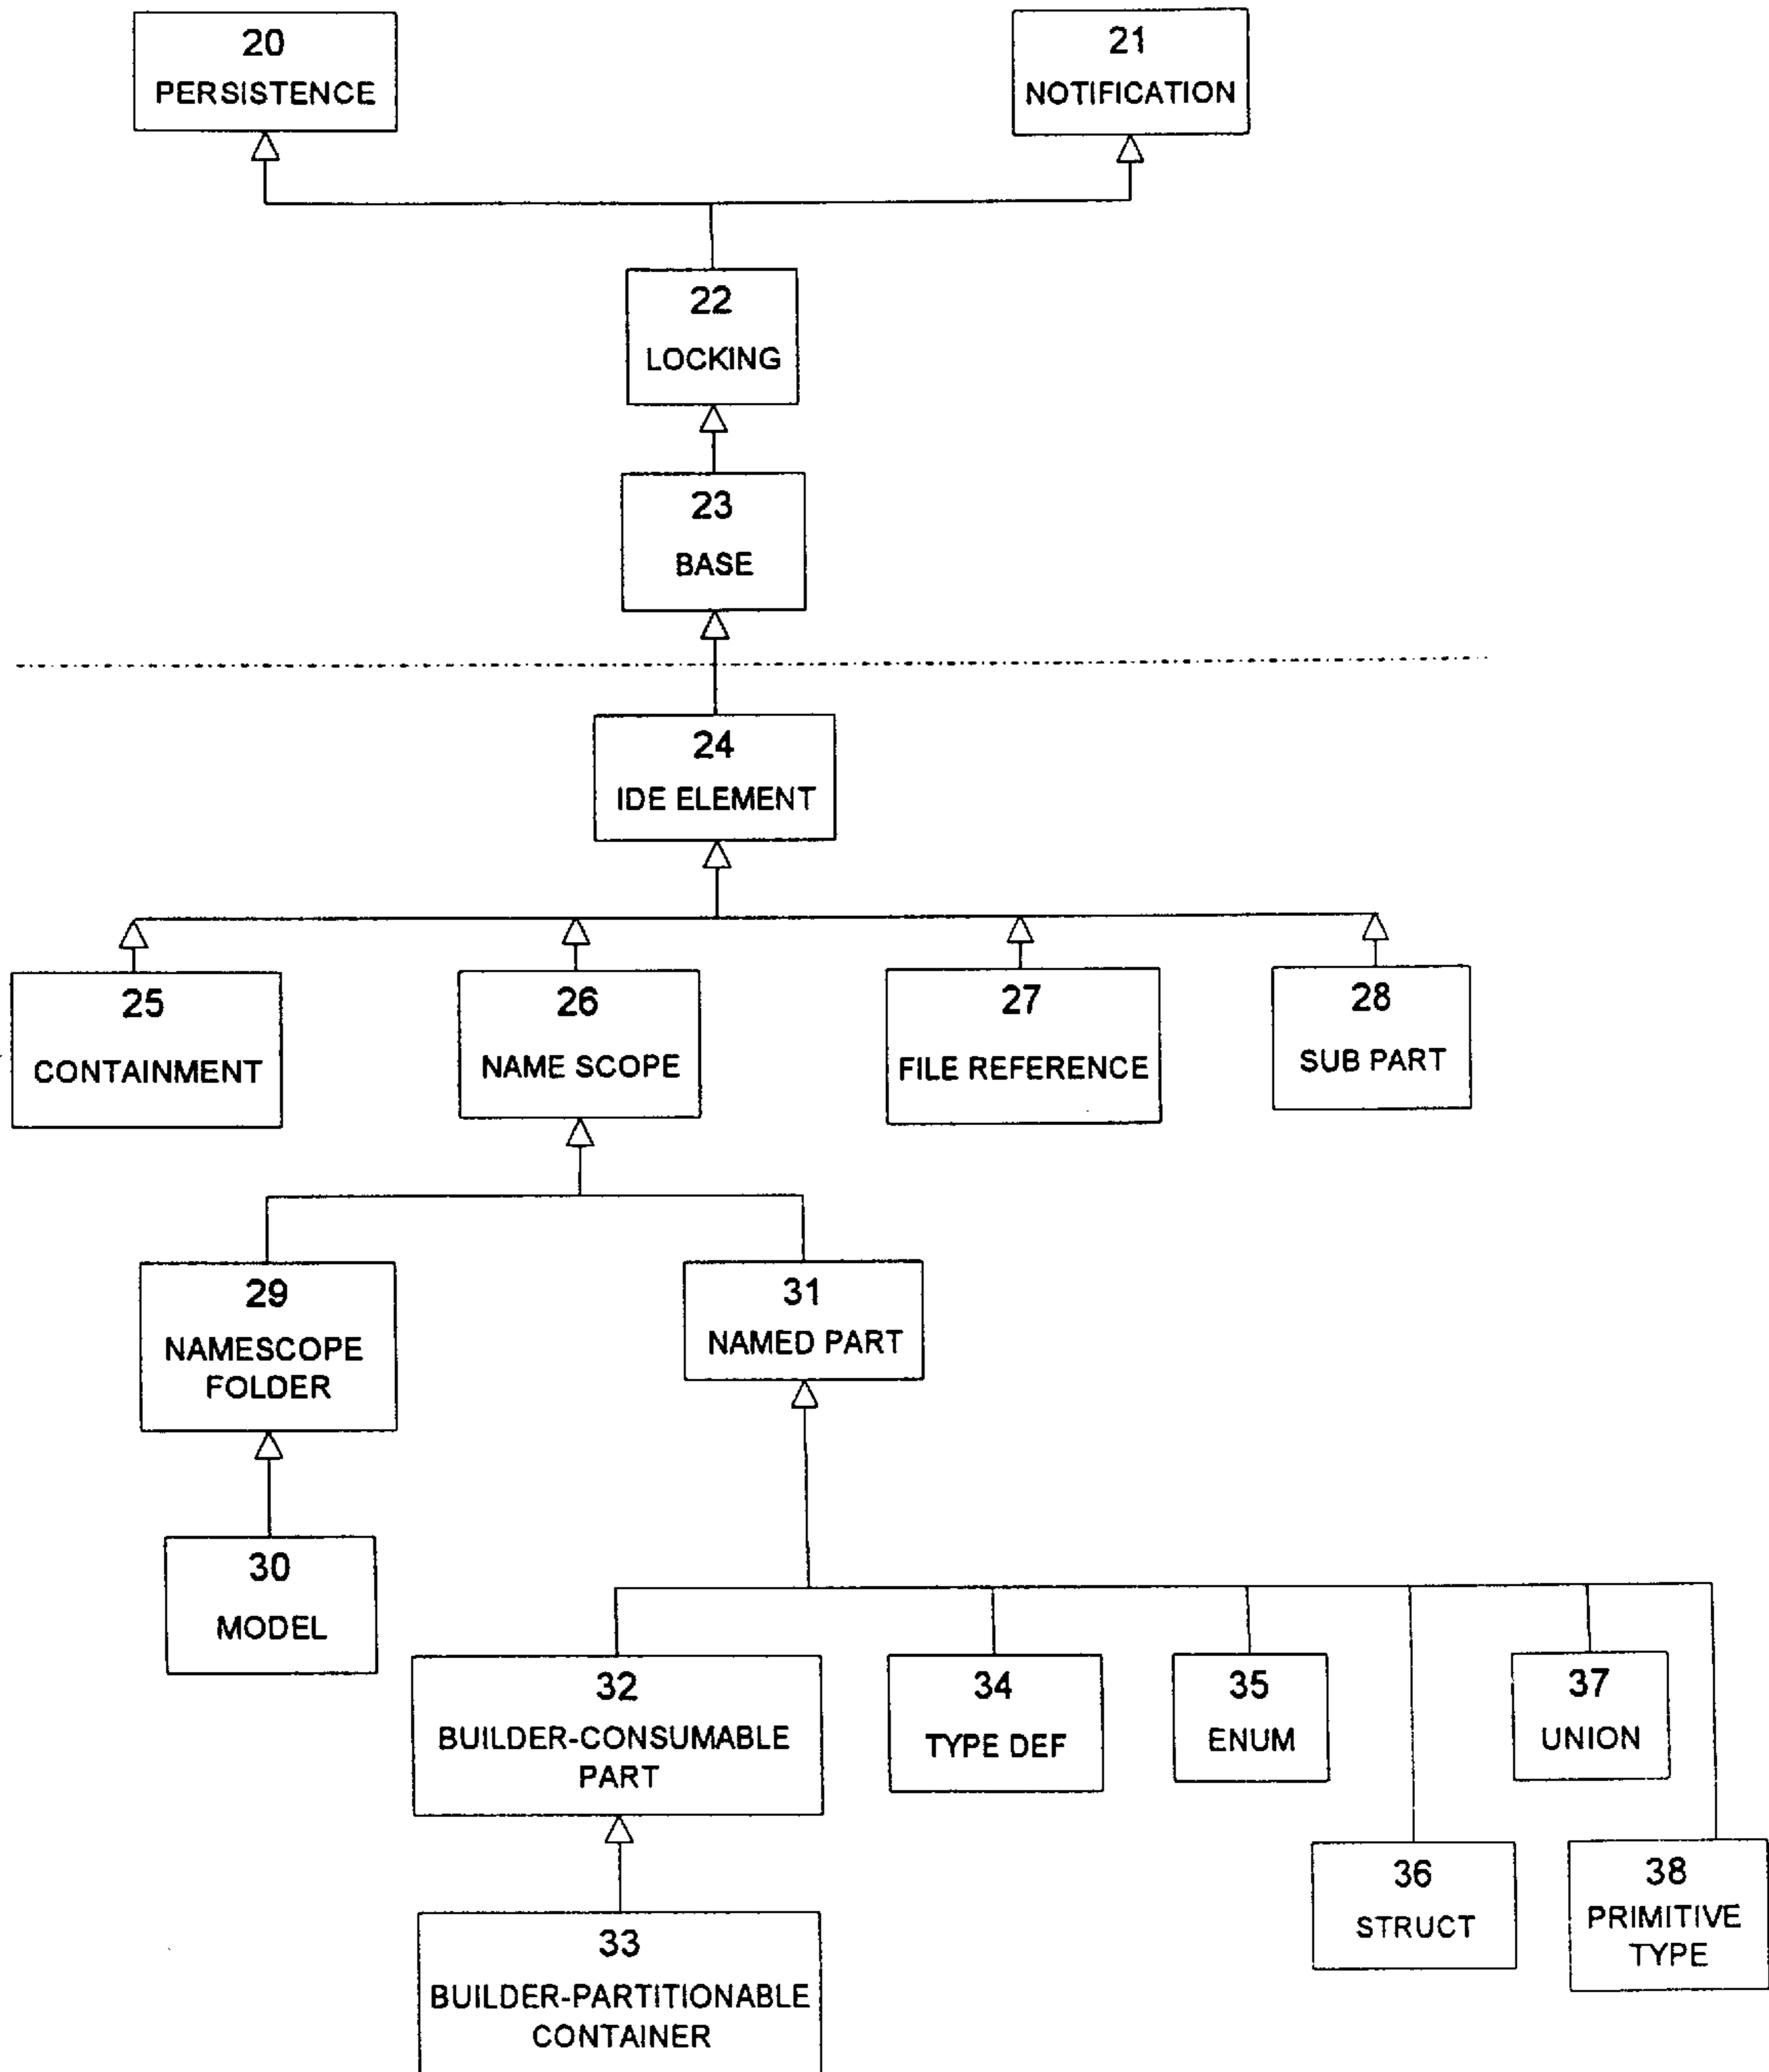 20
PERSISTENCE
21
NOTIFICATION
22
LOCKING
23
BASE
24
IDE ELEMENT
25
CONTAINMENT
26
NAME SCOPE
27
FILE REFERENCE
28
SUB PART
29
NAMESCOPE
FOLDER
31
NAMED PART
30
MODEL
32
BUILDER-CONSUMABLE
PART
34
TYPE DEF
35
ENUM
37
UNION
36
STRUCT
38
PRIMITIVE
TYPE
33
BUILDER-PARTITIONABLE
CONTAINER